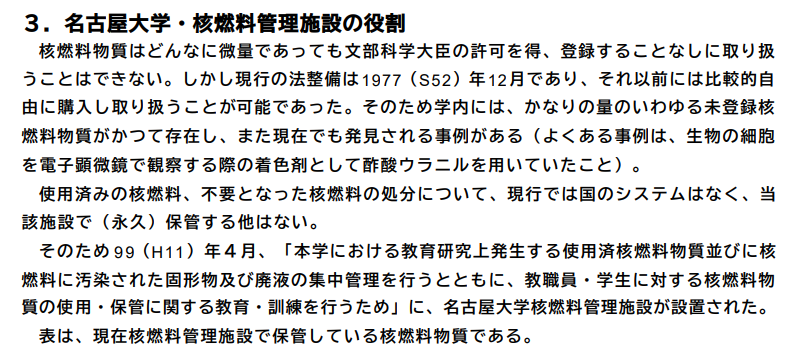 ３．名古屋大学・核燃料管理施設の役割
核燃料物質はどんなに微量であっても文部科学大臣の許可を得、登録することなしに取り扱
うことはできない。しかし現行の法整備は1977（S52）年12月であり、それ以前には比較的自
由に購入し取り扱うことが可能であった。そのため学内には、かなりの量のいわゆる未登録核
燃料物質がかつて存在し、また現在でも発見される事例がある（よくある事例は、生物の細胞
を電子顕微鏡で観察する際の着色剤として酢酸ウラニルを用いていたこと）。
使用済みの核燃料、不要となった核燃料の処分について、現行では国のシステムはなく、当
該施設で（永久）保管する他はない。
そのため99（H11）年４月、「本学における教育研究上発生する使用済核燃料物質並びに核
燃料に汚染された固形物及び廃液の集中管理を行うとともに、教職員・学生に対する核燃料物
質の使用・保管に関する教育・訓練を行うため」に、名古屋大学核燃料管理施設が設置された。
表は、現在核燃料管理施設で保管している核燃料物質である。